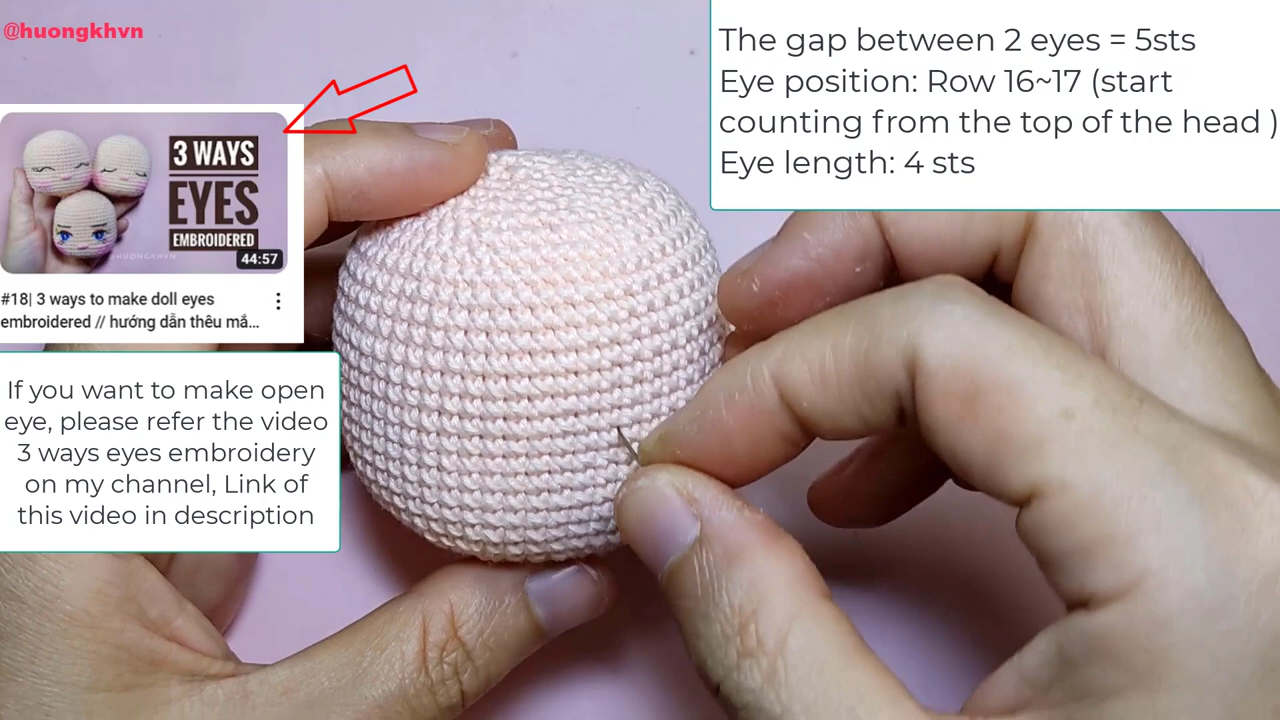 @huongkhvn
The gap between 2 eyes = 5sts
Eye position: Row 16~17 (start
counting from the top of the head )
Eye length: 4 sts
3 WAYS
EYES
EMBROIDERED
@HUONGKHVN
44:57
#18| 3 ways to make doll eyes
embroidered // hướng dẫn thêu mắ...
If you want to make open
eye, please refer the video
3 ways eyes embroidery
on my channel, Link of
this video in description